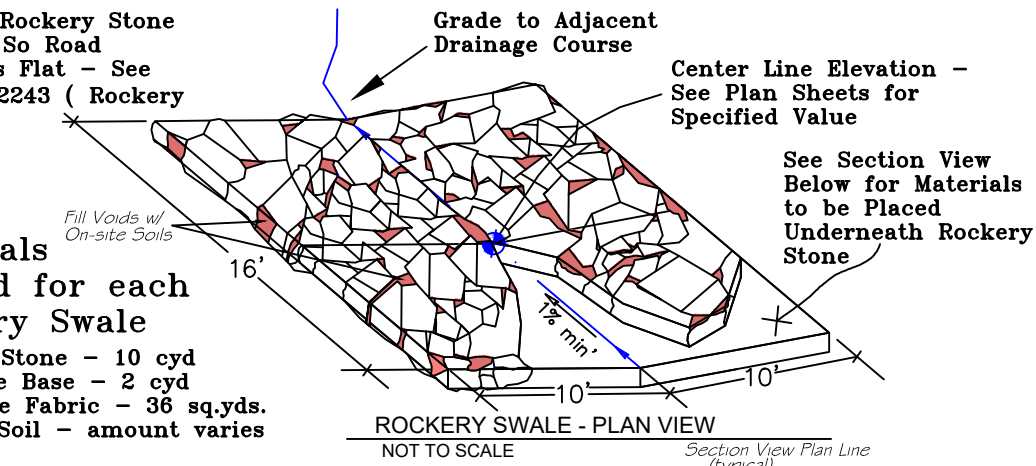 Rockery Stone
So Road
Flat – See
2243 ( Rockery
Grade to Adjacent
Drainage Course
Center Line Elevation –
See Plan Sheets for
Specified Value
See Section View
Below for Materials
to be Placed
Underneath Rockery
Stone
Fill Voids w/
On-site Soils
16'
for each
Swale
Stone – 10 cyd
Base – 2 cyd
Fabric – 36 sq.yds.
Soil – amount varies
1% min'
10'
10'
ROCKERY SWALE - PLAN VIEW
NOT TO SCALE
Section View Plan Line
(typical)